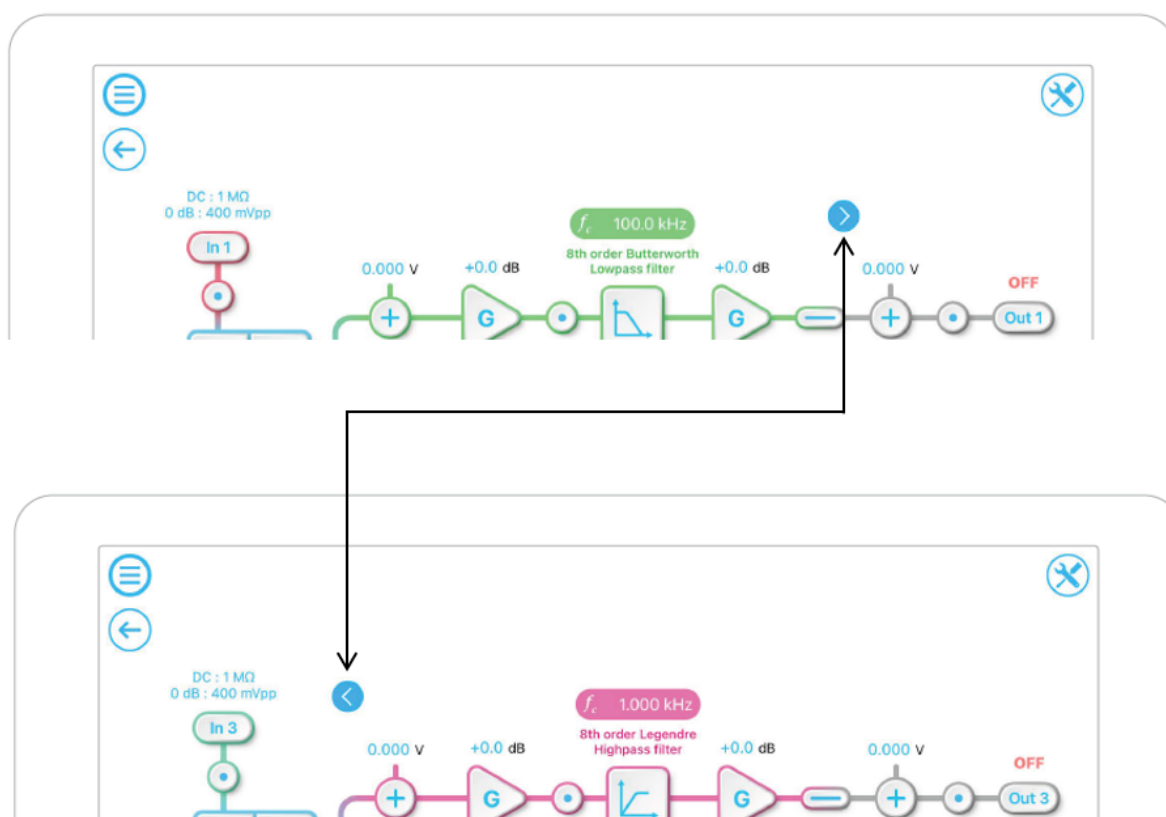 DC : 1 MΩ
0 dB : 400 mVpp
In 1
0.000 V
+0.0 dB
G
fc 100.0 kHz
8th order Butterworth
Lowpass filter
+0.0 dB
G
0.000 V
OFF
Out 1
DC : 1 MΩ
0 dB : 400 mVpp
In 3
0.000 V
+0.0 dB
G
fc 1.000 kHz
8th order Legendre
Highpass filter
+0.0 dB
G
0.000 V
OFF
Out 3